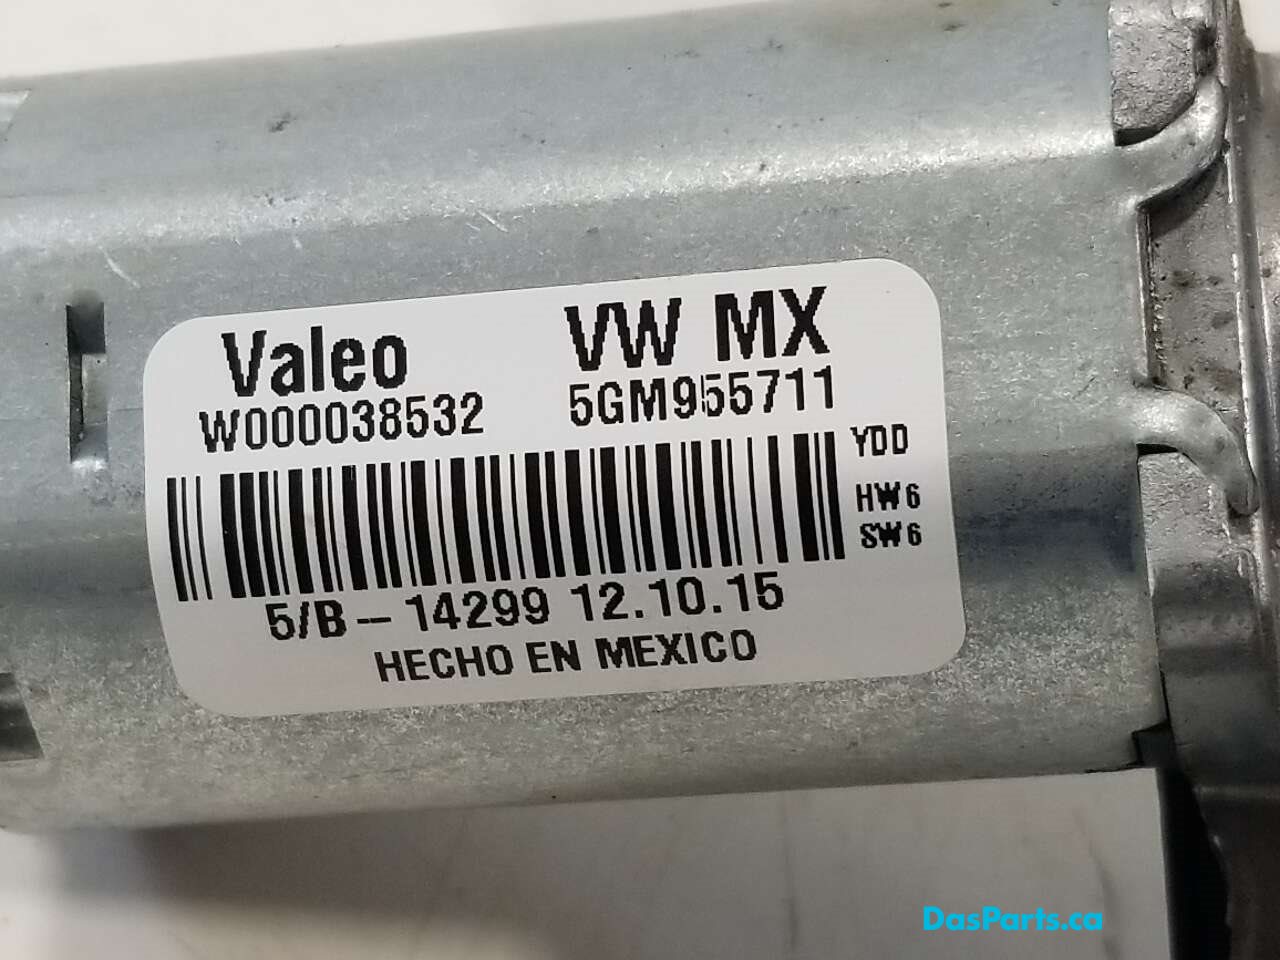 Valeo VW MX
W000038532 5GM955711
YDD
HW6
SW6
5/B--14299 12.10.15
HECHO EN MEXICO
DasParts.ca